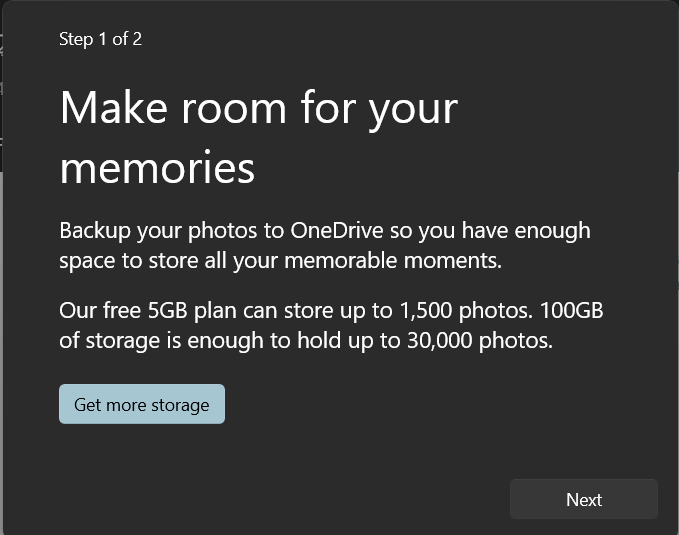 Step 1 of 2
Make room for your
memories
Backup your photos to OneDrive so you have enough
space to store all your memorable moments.
Our free 5GB plan can store up to 1,500 photos. 100GB
of storage is enough to hold up to 30,000 photos.
Get more storage
Next